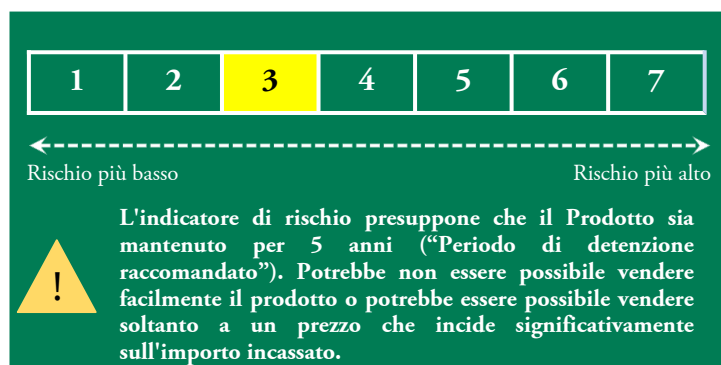 1 2 3 4 5 6 7
Rischio più basso Rischio più alto
L'indicatore di rischio presuppone che il Prodotto sia
mantenuto per 5 anni (“Periodo di detenzione
raccomandato”). Potrebbe non essere possibile vendere
facilmente il prodotto o potrebbe essere possibile vendere
soltanto a un prezzo che incide significativamente
sull'importo incassato.
!